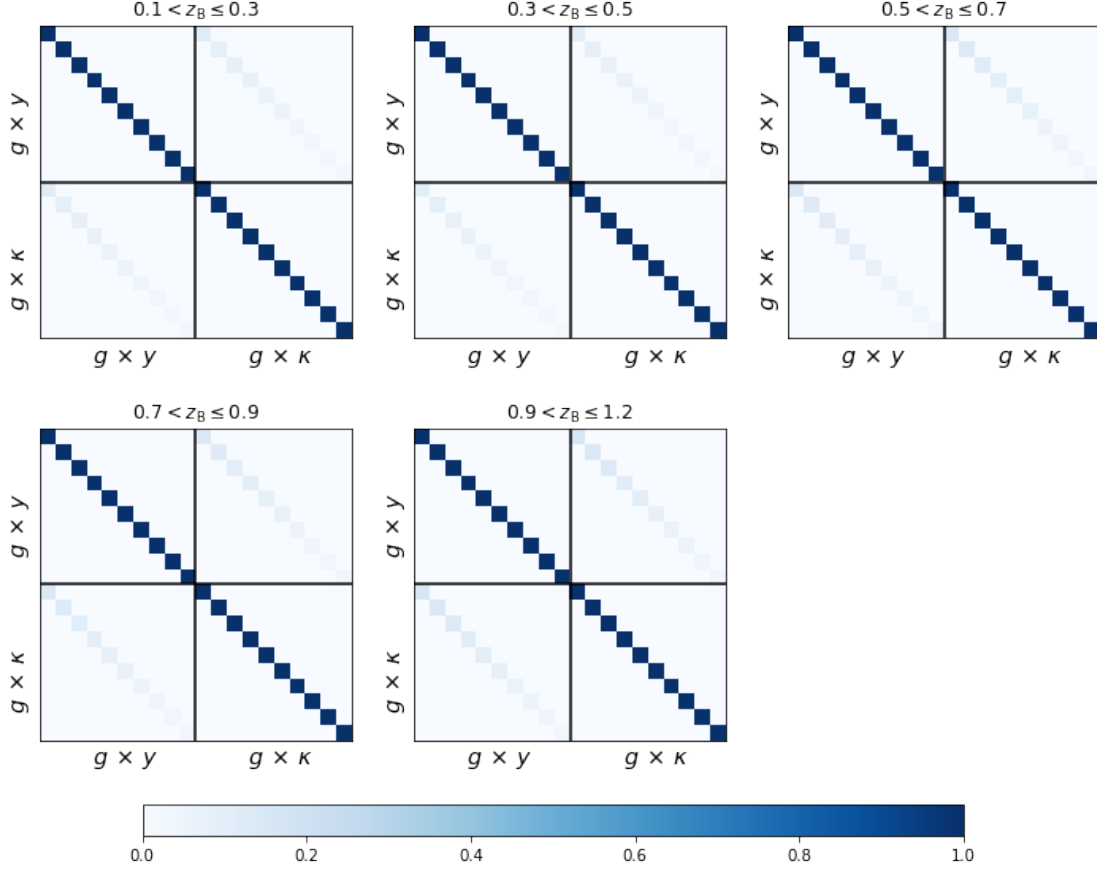 0.1 < z_B ≤ 0.3
0.3 < z_B ≤ 0.5
0.5 < z_B ≤ 0.7
g × y
g × κ
g × y
g × κ
g × y
g × κ
g × y
g × κ
g × y
g × κ
g × y
g × κ
0.7 < z_B ≤ 0.9
0.9 < z_B ≤ 1.2
g × y
g × κ
g × y
g × κ
g × y
g × κ
g × y
g × κ
0.0
0.2
0.4
0.6
0.8
1.0